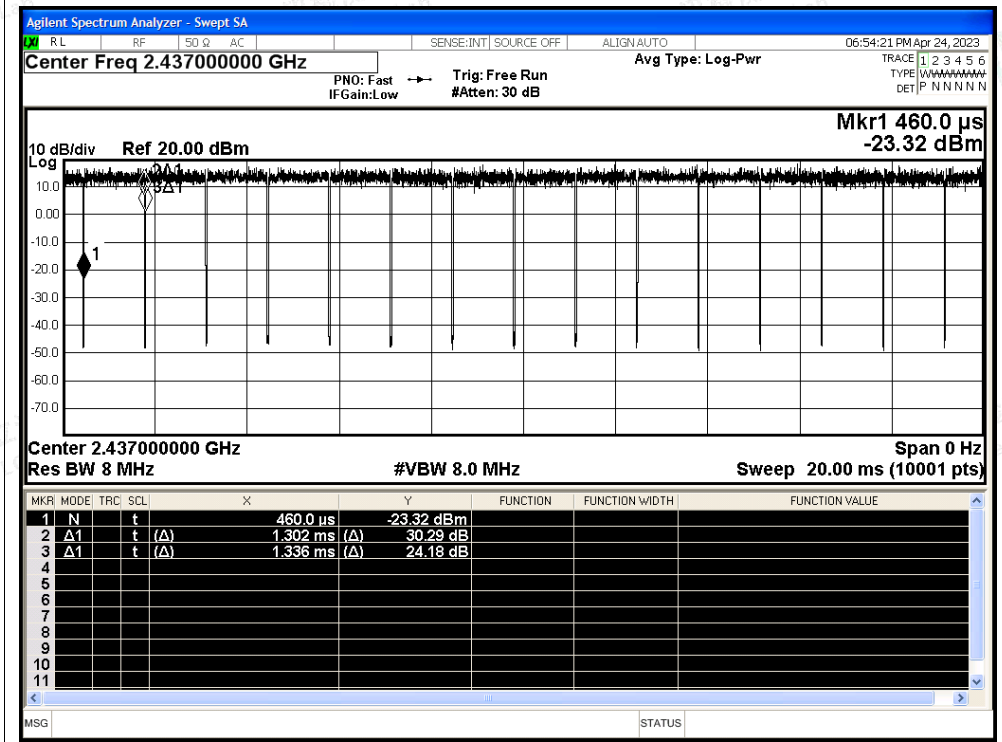 Agilent Spectrum Analyzer - Swept SA
LXI RL RF 50 Ω AC SENSE:INT SOURCE OFF ALIGN AUTO 06:54:21 PM Apr 24, 2023
Center Freq 2.437000000 GHz Avg Type: Log-Pwr TRACE 1 2 3 4 5 6
PNO: Fast Trig: Free Run TYPE
IFGain:Low #Atten: 30 dB DET P N N N N N
Mkr1 460.0 µs
10 dB/div Ref 20.00 dBm -23.32 dBm
Log
2Δ1
10.0 3Δ1
0.00
-10.0
1
-20.0
-30.0
-40.0
-50.0
-60.0
-70.0
Center 2.437000000 GHz Span 0 Hz
Res BW 8 MHz #VBW 8.0 MHz Sweep 20.00 ms (10001 pts)
MKR MODE TRC SCL X Y FUNCTION FUNCTION WIDTH FUNCTION VALUE
1 N t 460.0 µs -23.32 dBm
2 Δ1 t (Δ) 1.302 ms (Δ) 30.29 dB
3 Δ1 t (Δ) 1.336 ms (Δ) 24.18 dB
4
5
6
7
8
9
10
11
MSG STATUS